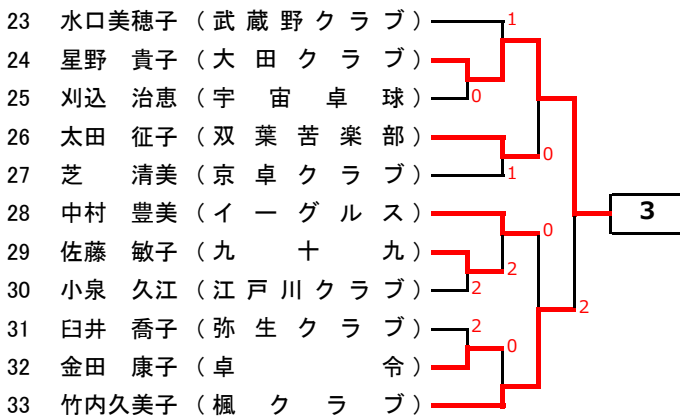 23 水口美穂子 (武蔵野クラブ) 1
24 星野 貴子 (大田クラブ)
25 刈込 治恵 (宇宙卓球) 0
26 太田 征子 (双葉苦楽部) 0
27 芝 清美 (京卓クラブ) 1
3
28 中村 豊美 (イーグルス) 0
29 佐藤 敏子 (九十九) 2
30 小泉 久江 (江戸川クラブ) 2
2
31 臼井 喬子 (弥生クラブ) 2 0
32 金田 康子 (卓令)
33 竹内久美子 (楓クラブ)